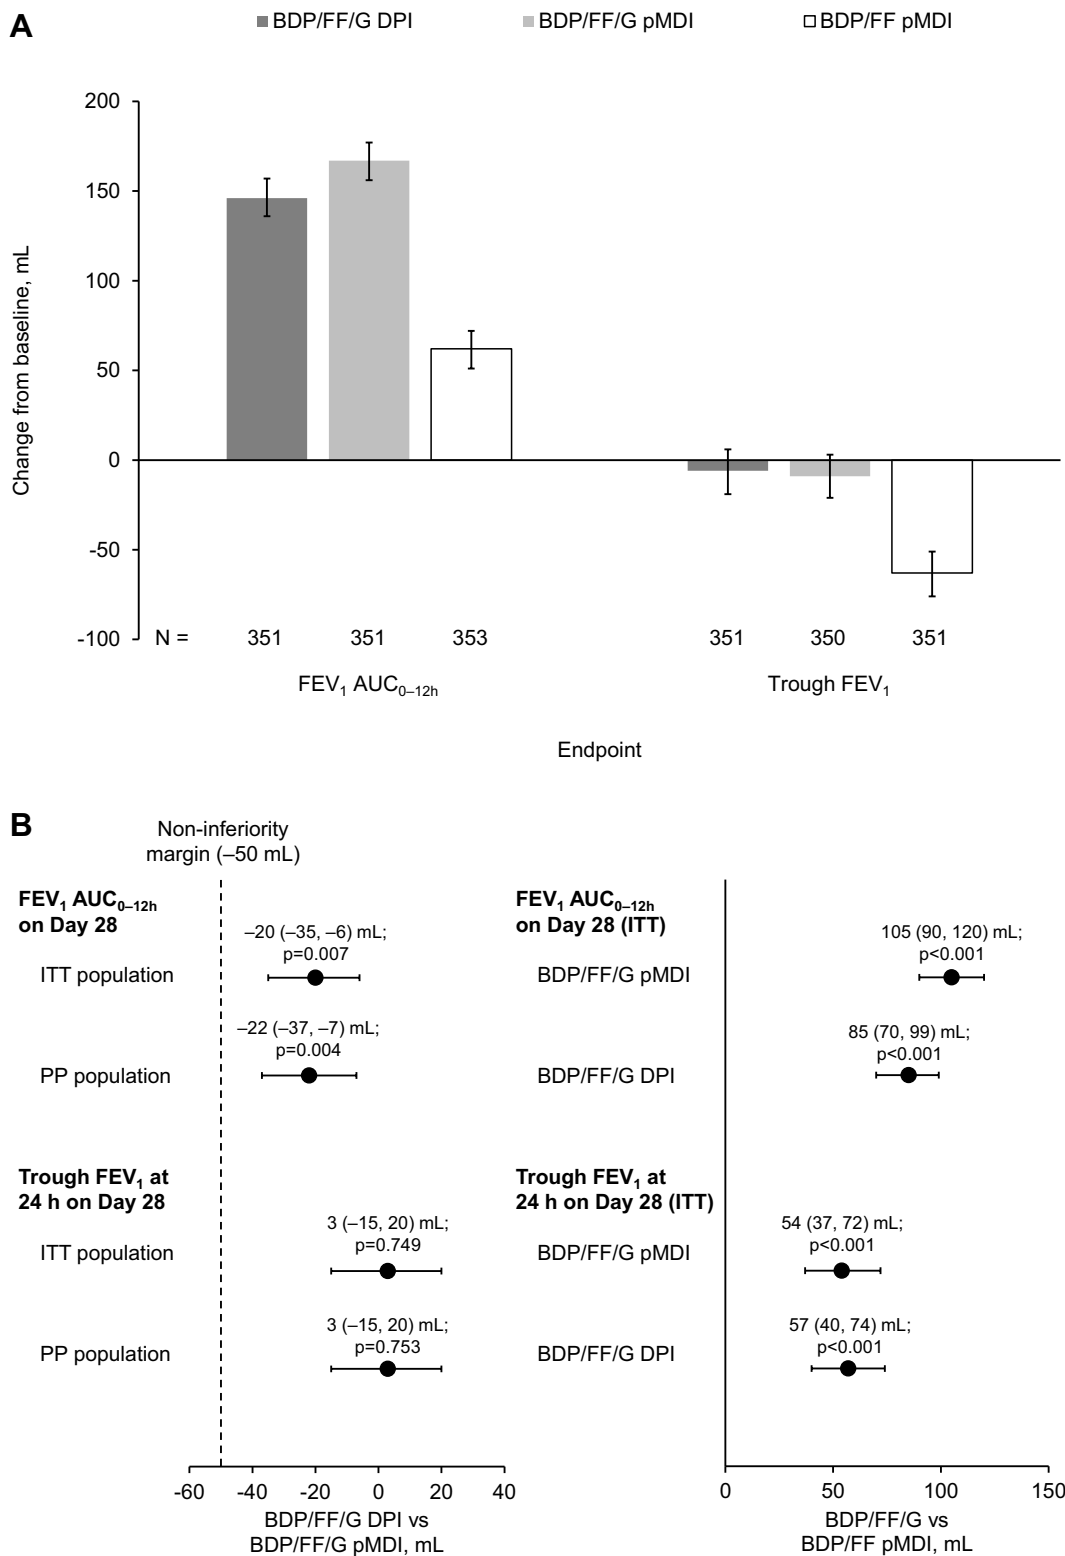 A
BDP/FF/G DPI
BDP/FF/G pMDI
BDP/FF pMDI
Change from baseline, mL
200
150
100
50
0
-50
-100
N =
351
351
353
351
350
351
FEV₁ AUC₀–₁₂ₕ
Trough FEV₁
Endpoint
B
Non-inferiority
margin (–50 mL)
FEV₁ AUC₀–₁₂ₕ
on Day 28
–20 (–35, –6) mL;
p=0.007
ITT population
–22 (–37, –7) mL;
p=0.004
PP population
Trough FEV₁ at
24 h on Day 28
3 (–15, 20) mL;
p=0.749
ITT population
3 (–15, 20) mL;
p=0.753
PP population
-60 -40 -20 0 20 40
BDP/FF/G DPI vs
BDP/FF/G pMDI, mL
FEV₁ AUC₀–₁₂ₕ
on Day 28 (ITT)
105 (90, 120) mL;
p<0.001
BDP/FF/G pMDI
85 (70, 99) mL;
p<0.001
BDP/FF/G DPI
Trough FEV₁ at
24 h on Day 28 (ITT)
54 (37, 72) mL;
p<0.001
BDP/FF/G pMDI
57 (40, 74) mL;
p<0.001
BDP/FF/G DPI
0 50 100 150
BDP/FF/G vs
BDP/FF pMDI, mL